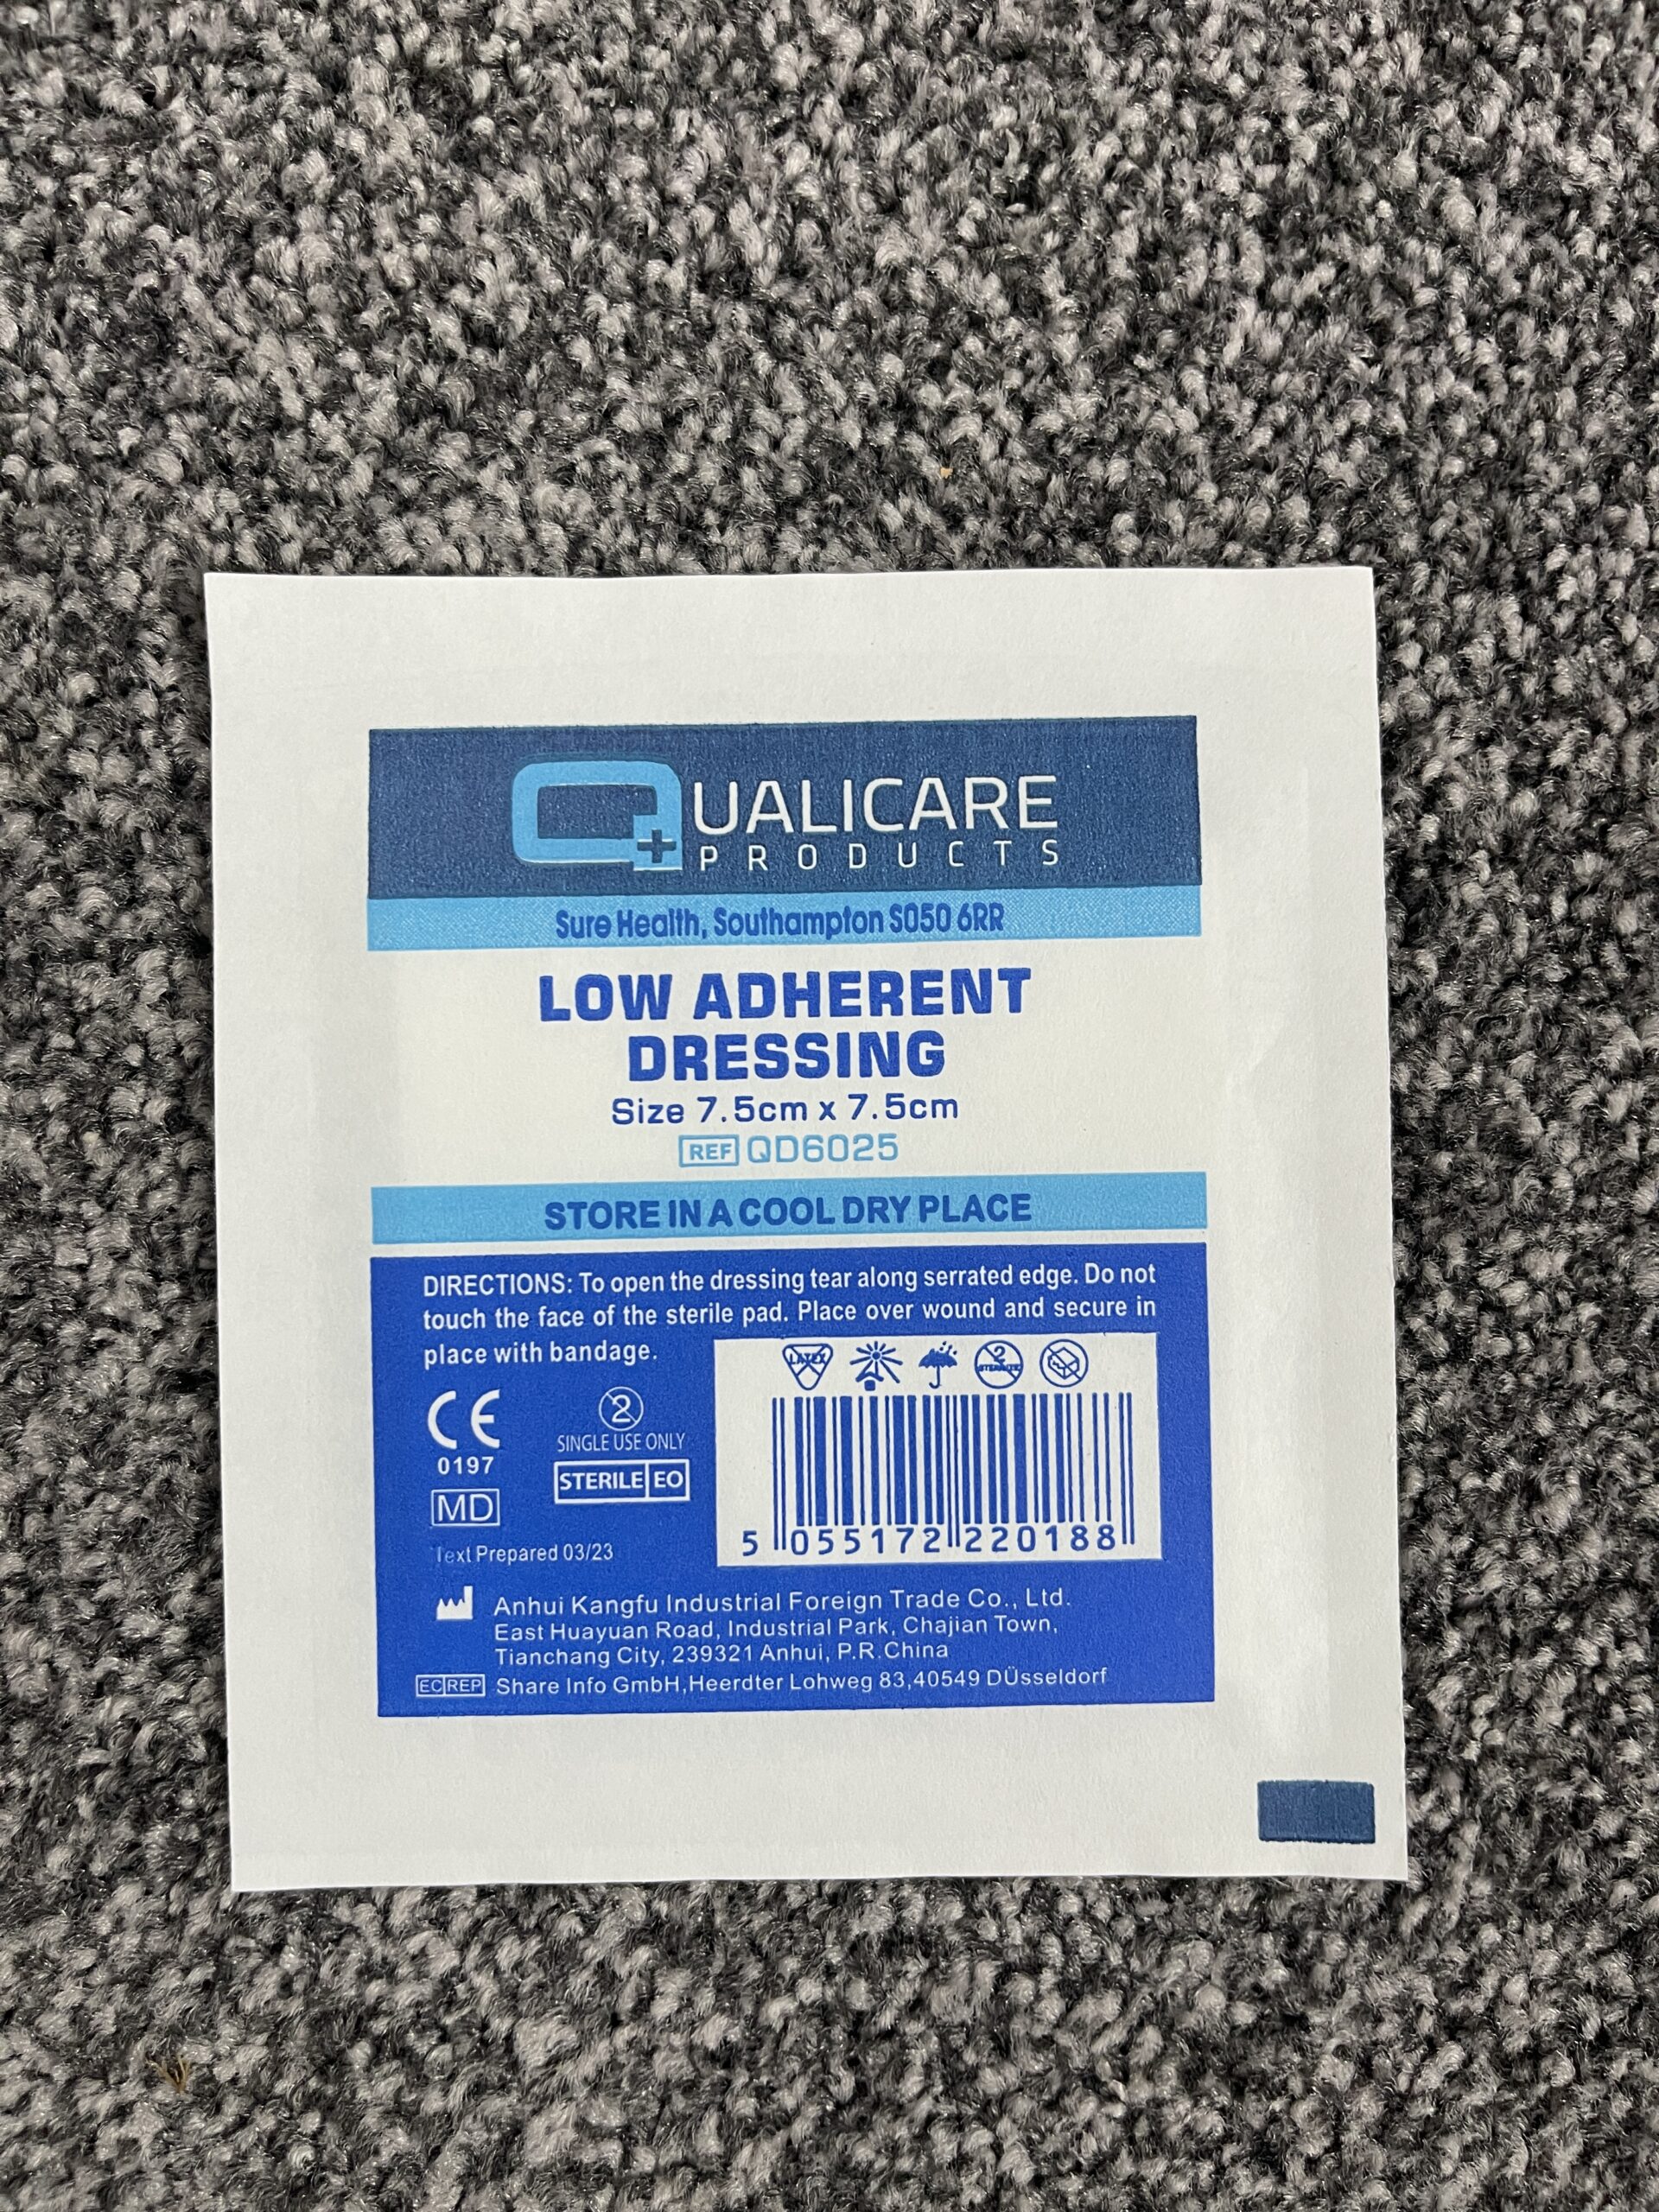 QUALICARE
PRODUCTS
Sure Health, Southampton SO50 6RR
LOW ADHERENT
DRESSING
Size 7.5cm x 7.5cm
REF QD6025
STORE IN A COOL DRY PLACE
DIRECTIONS: To open the dressing tear along serrated edge. Do not
touch the face of the sterile pad. Place over wound and secure in
place with bandage.
LATEX
2
STERILIZE
CE
0197
2
SINGLE USE ONLY
STERILE EO
MD
5 055172 220188
Text Prepared 03/23
Anhui Kangfu Industrial Foreign Trade Co., Ltd.
East Huayuan Road, Industrial Park, Chajian Town,
Tianchang City, 239321 Anhui, P.R.China
EC REP Share Info GmbH,Heerdter Lohweg 83,40549 DÜsseldorf